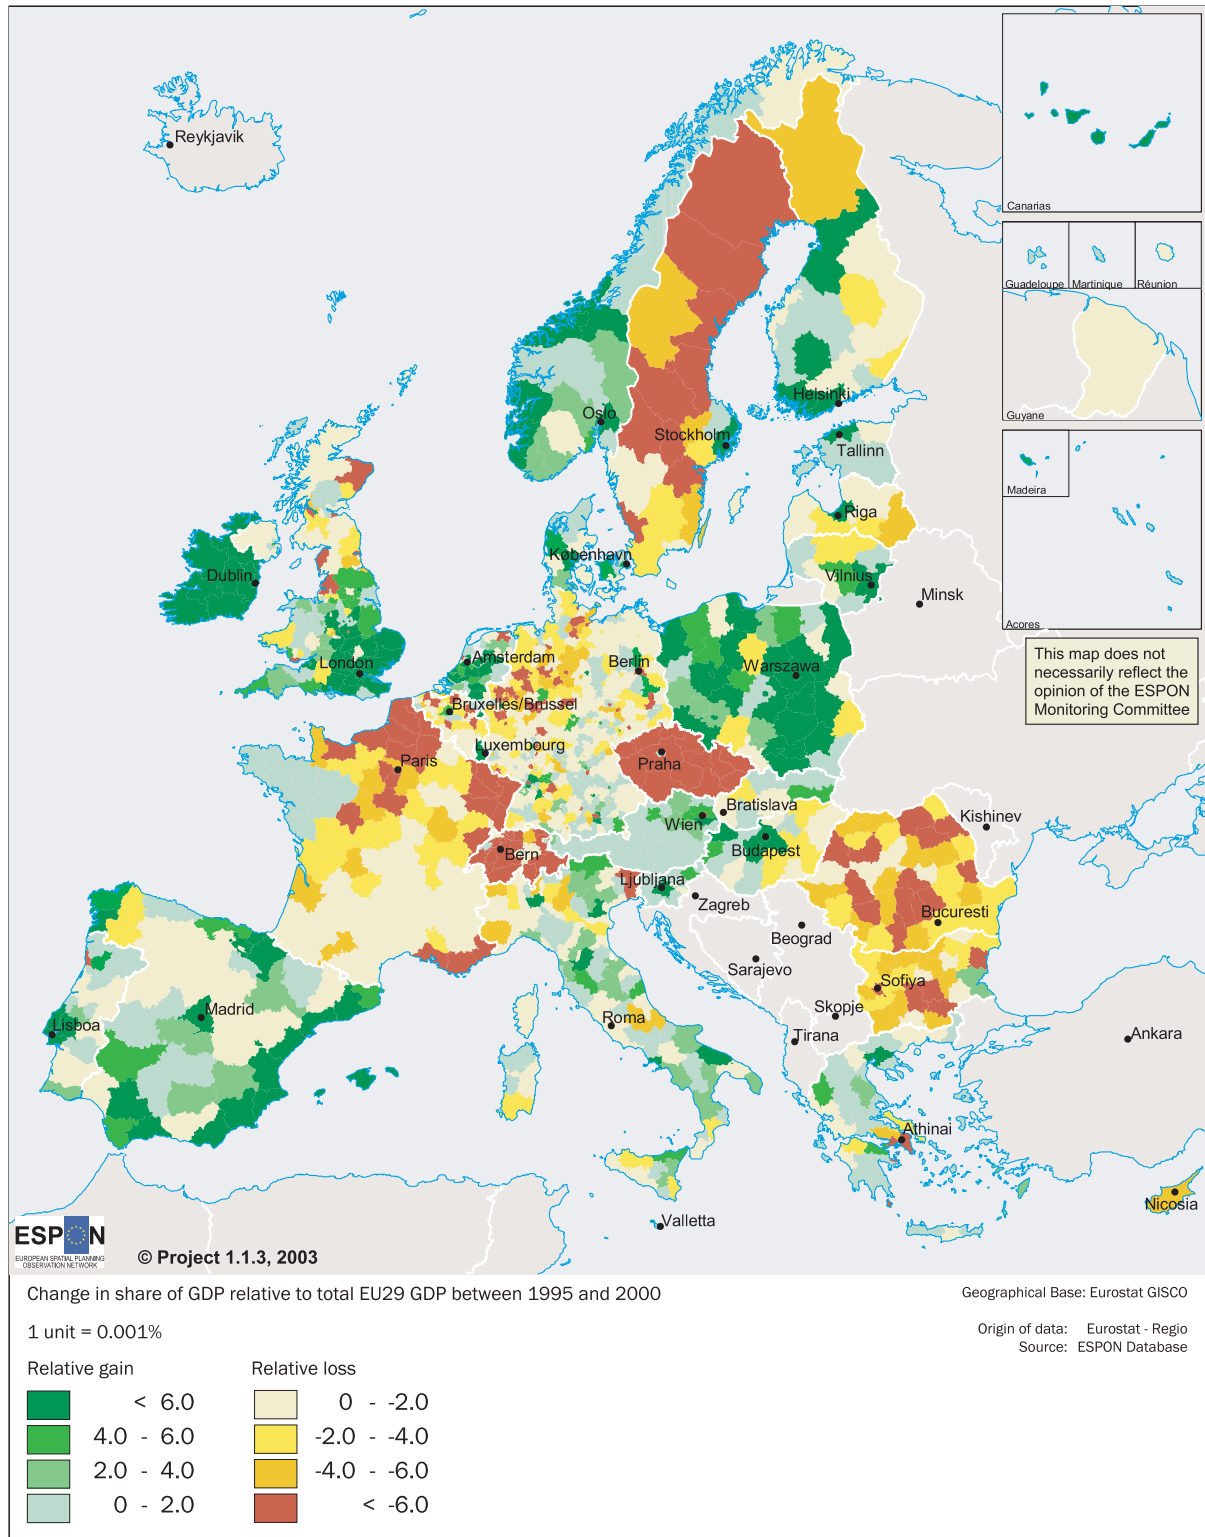 Reykjavik
Canarias
Guadeloupe
Martinique
Réunion
Guyane
Madeira
Acores
This map does not
necessarily reflect the
opinion of the ESPON
Monitoring Committee
Oslo
Helsinki
Stockholm
Tallinn
Riga
København
Vilnius
Minsk
Dublin
London
Amsterdam
Berlin
Warszawa
Bruxelles/Brussel
Luxembourg
Paris
Praha
Bratislava
Wien
Kishinev
Bern
Budapest
Ljubljana
Zagreb
Bucuresti
Beograd
Sarajevo
Sofiya
Madrid
Lisboa
Roma
Skopje
Tirana
Ankara
Athinai
Nicosia
Valletta
ESPON
EUROPEAN SPATIAL PLANNING
OBSERVATION NETWORK
© Project 1.1.3, 2003
Change in share of GDP relative to total EU29 GDP between 1995 and 2000
1 unit = 0.001%
Geographical Base: Eurostat GISCO
Origin of data: Eurostat - Regio
Source: ESPON Database
Relative gain
< 6.0
4.0 - 6.0
2.0 - 4.0
0 - 2.0
Relative loss
0 - -2.0
-2.0 - -4.0
-4.0 - -6.0
< -6.0